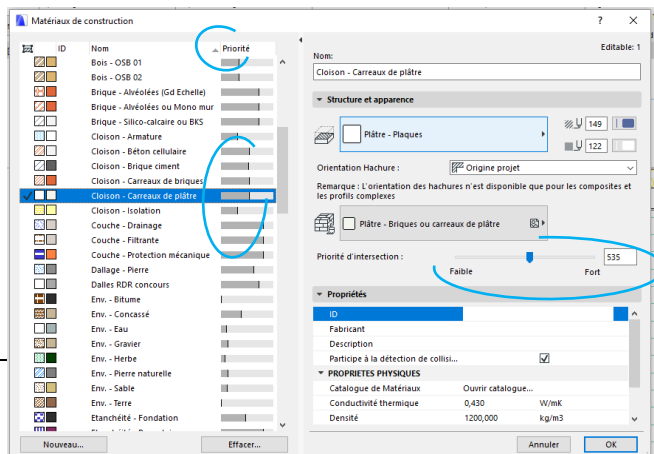 Matériaux de construction
?
×
ID Nom Priorité
Bois - OSB 01
Bois - OSB 02
Brique - Alvéolées (Gd Echelle)
Brique - Alvéolées ou Mono mur
Brique - Silico-calcaire ou BKS
Cloison - Armature
Cloison - Béton cellulaire
Cloison - Brique ciment
Cloison - Carreaux de briques
Cloison - Carreaux de plâtre
Cloison - Isolation
Couche - Drainage
Couche - Filtrante
Couche - Protection mécanique
Dallage - Pierre
Dalles RDR concours
Env. - Bitume
Env. - Concassé
Env. - Eau
Env. - Gravier
Env. - Herbe
Env. - Pierre naturelle
Env. - Sable
Env. - Terre
Etanchéité - Fondation
Nouveau...
Effacer...
Editable: 1
Nom:
Cloison - Carreaux de plâtre
Structure et apparence
Plâtre - Plaques
149
122
Orientation Hachure :
Origine projet
Remarque : L'orientation des hachures n'est disponible que pour les composites et
les profils complexes
Plâtre - Briques ou carreaux de plâtre
Priorité d'intersection :
535
Faible
Fort
Propriétés
ID
Fabricant
Description
Participe à la détection de collisi...
PROPRIETES PHYSIQUES
Catalogue de Matériaux Ouvrir catalogue...
Conductivité thermique 0,430 W/mK
Densité 1200,000 kg/m3
Annuler
OK